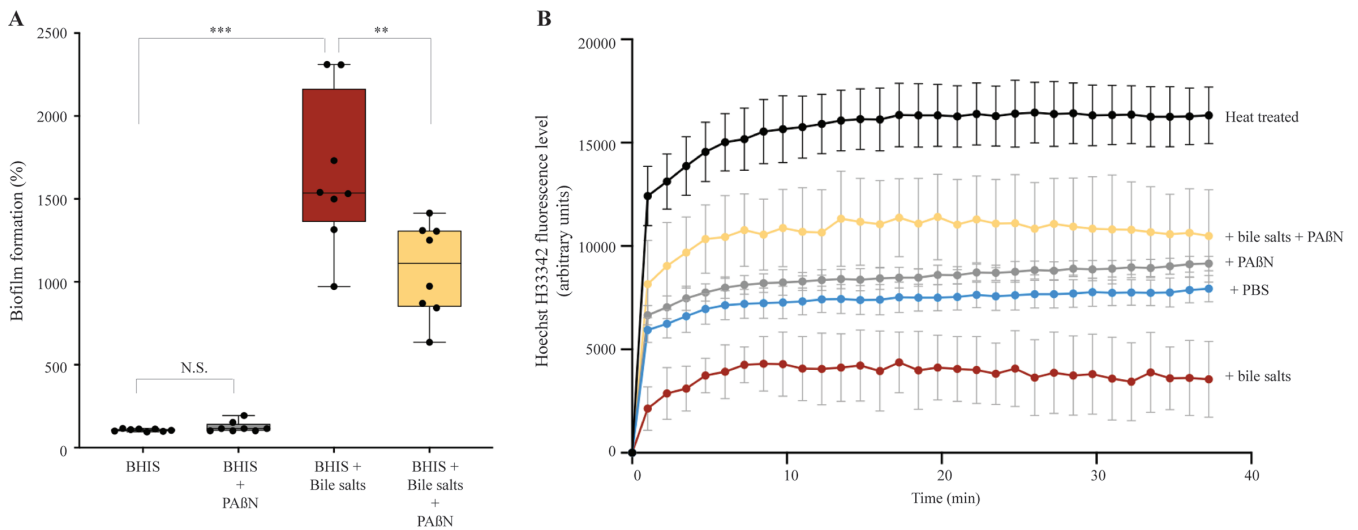 A
Biofilm formation (%)
2500
2000
1500
1000
500
0
***
**
N.S.
BHIS
BHIS
+
PAßN
BHIS +
Bile salts
BHIS +
Bile salts
+
PAßN
B
Hoechst H33342 fluorescence level
(arbitrary units)
20000
15000
10000
5000
0
0
10
20
30
40
Time (min)
Heat treated
+ bile salts + PAßN
+ PAßN
+ PBS
+ bile salts